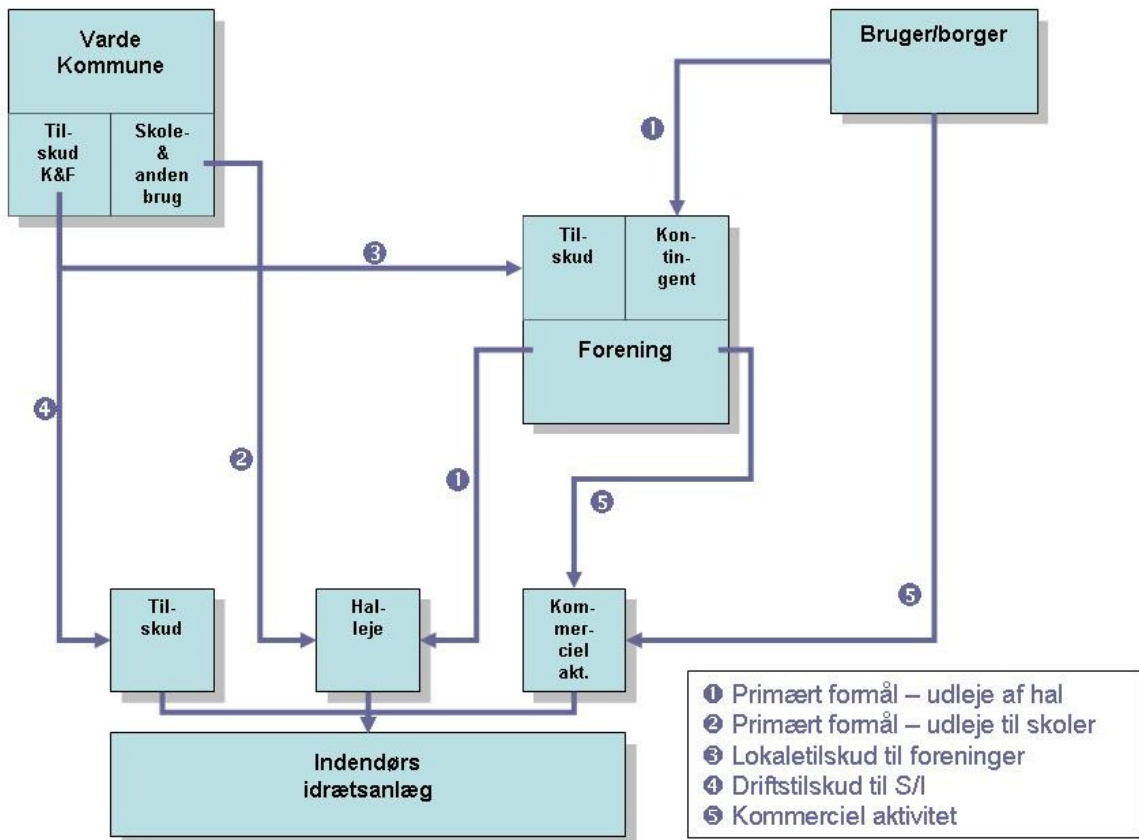 Varde
Kommune
Til-
skud
K&F
Skole-
&
anden
brug
Bruger/borger
❶
Til-
skud
Kon-
tin-
gent
❸
Forening
❹
❷
❶
❺
❺
Til-
skud
Hal-
leje
Kom-
mer-
ciel
akt.
Indendørs
idrætsanlæg
❶ Primært formål – udleje af hal
❷ Primært formål – udleje til skoler
❸ Lokaletilskud til foreninger
❹ Driftstilskud til S/I
❺ Kommerciel aktivitet